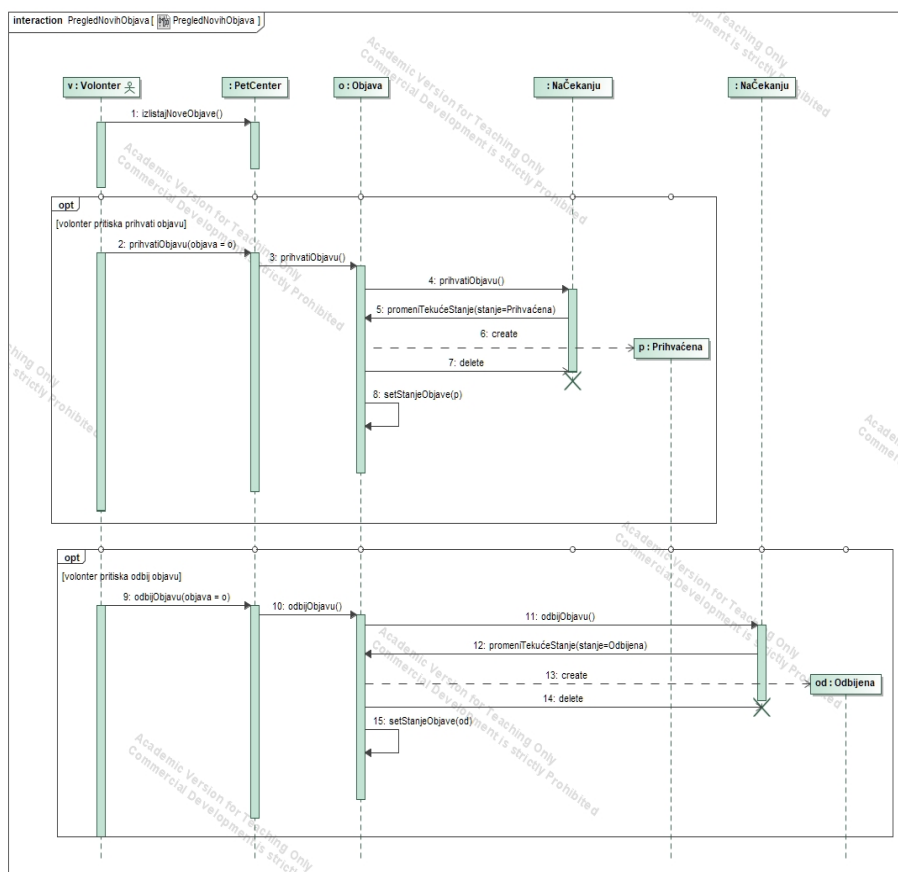 interaction PregledNovihObjava [ PregledNovihObjava ]
v : Volonter
: PetCenter
o : Objava
: NaČekanju
: NaČekanju
1: izlistajNoveObjave()
opt
[volonter pritiska prihvati objavu]
2: prihvatiObjavu(objava = o)
3: prihvatiObjavu()
4: prihvatiObjavu()
5: promeniTekućeStanje(stanje=Prihvaćena)
6: create
p : Prihvaćena
7: delete
8: setStanjeObjave(p)
opt
[volonter pritiska odbij objavu]
9: odbijObjavu(objava = o)
10: odbijObjavu()
11: odbijObjavu()
12: promeniTekućeStanje(stanje=Odbijena)
13: create
od : Odbijena
14: delete
15: setStanjeObjave(od)
Academic Version for Teaching Only
Commercial Development is strictly Prohibited